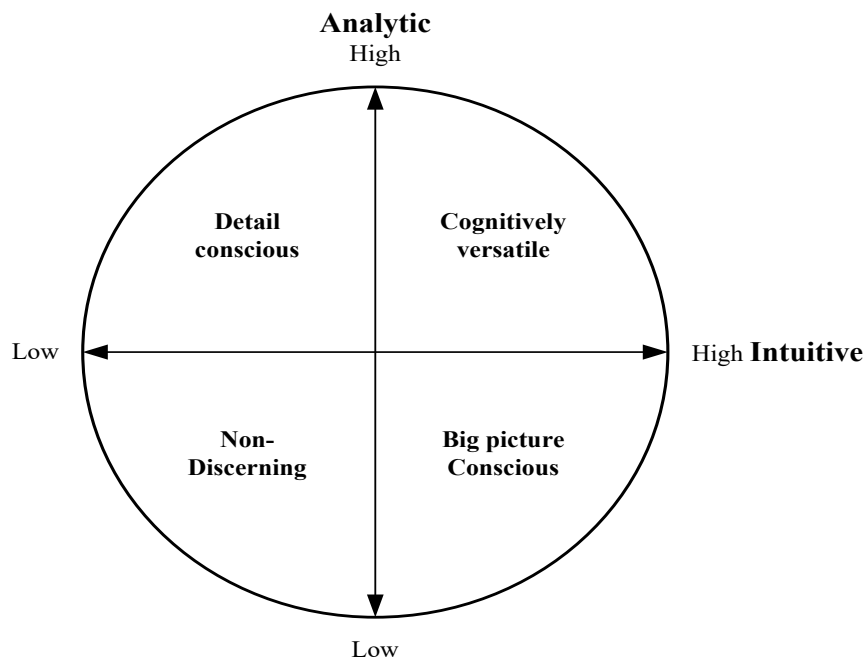 Analytic
High
Detail
conscious
Cognitively
versatile
Low
High Intuitive
Non-
Discerning
Big picture
Conscious
Low